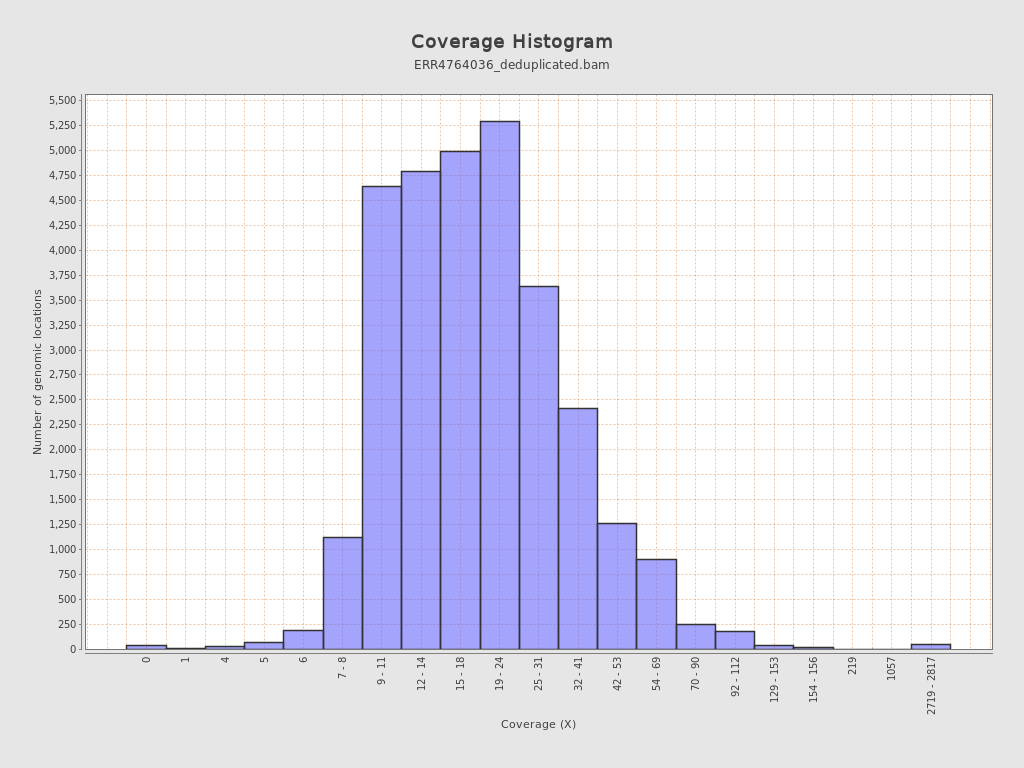 Coverage Histogram
ERR4764036_deduplicated.bam
Number of genomic locations
5,500
5,250
5,000
4,750
4,500
4,250
4,000
3,750
3,500
3,250
3,000
2,750
2,500
2,250
2,000
1,750
1,500
1,250
1,000
750
500
250
0
0
1
4
5
6
7 - 8
9 - 11
12 - 14
15 - 18
19 - 24
25 - 31
32 - 41
42 - 53
54 - 69
70 - 90
92 - 112
129 - 153
154 - 156
219
1057
2719 - 2817
Coverage (X)